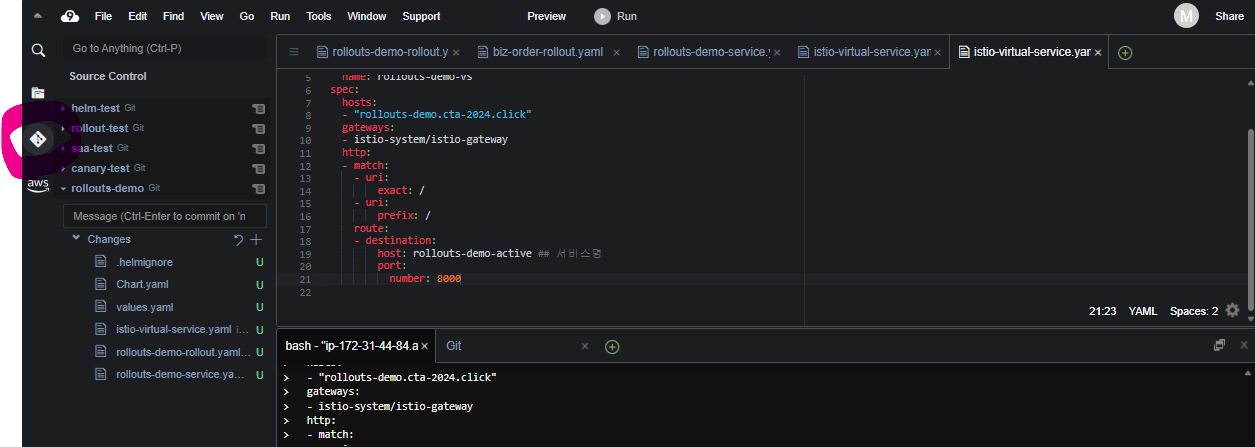 File Edit Find View Go Run Tools Window Support Preview Run M Share
Go to Anything (Ctrl-P)
rollouts-demo-rollout.y × biz-order-rollout.yaml × rollouts-demo-service.y × istio-virtual-service.yam × istio-virtual-service.yam ×
Source Control
helm-test Git
rollout-test Git
saa-test Git
canary-test Git
rollouts-demo Git
aws
Message (Ctrl-Enter to commit on 'n
Changes
.helmignore U
Chart.yaml U
values.yaml U
istio-virtual-service.yaml i... U
rollouts-demo-rollout.yaml... U
rollouts-demo-service.ya... U
5 name: rollouts-demo-vs
6 spec:
7 hosts:
8 - "rollouts-demo.cta-2024.click"
9 gateways:
10 - istio-system/istio-gateway
11 http:
12 - match:
13 - uri:
14 exact: /
15 - uri:
16 prefix: /
17 route:
18 - destination:
19 host: rollouts-demo-active ## 서비스명
20 port:
21 number: 8000
22
21:23 YAML Spaces: 2
bash - "ip-172-31-44-84.a × Git ×
> hosts:
> - "rollouts-demo.cta-2024.click"
> gateways:
> - istio-system/istio-gateway
> http:
> - match: